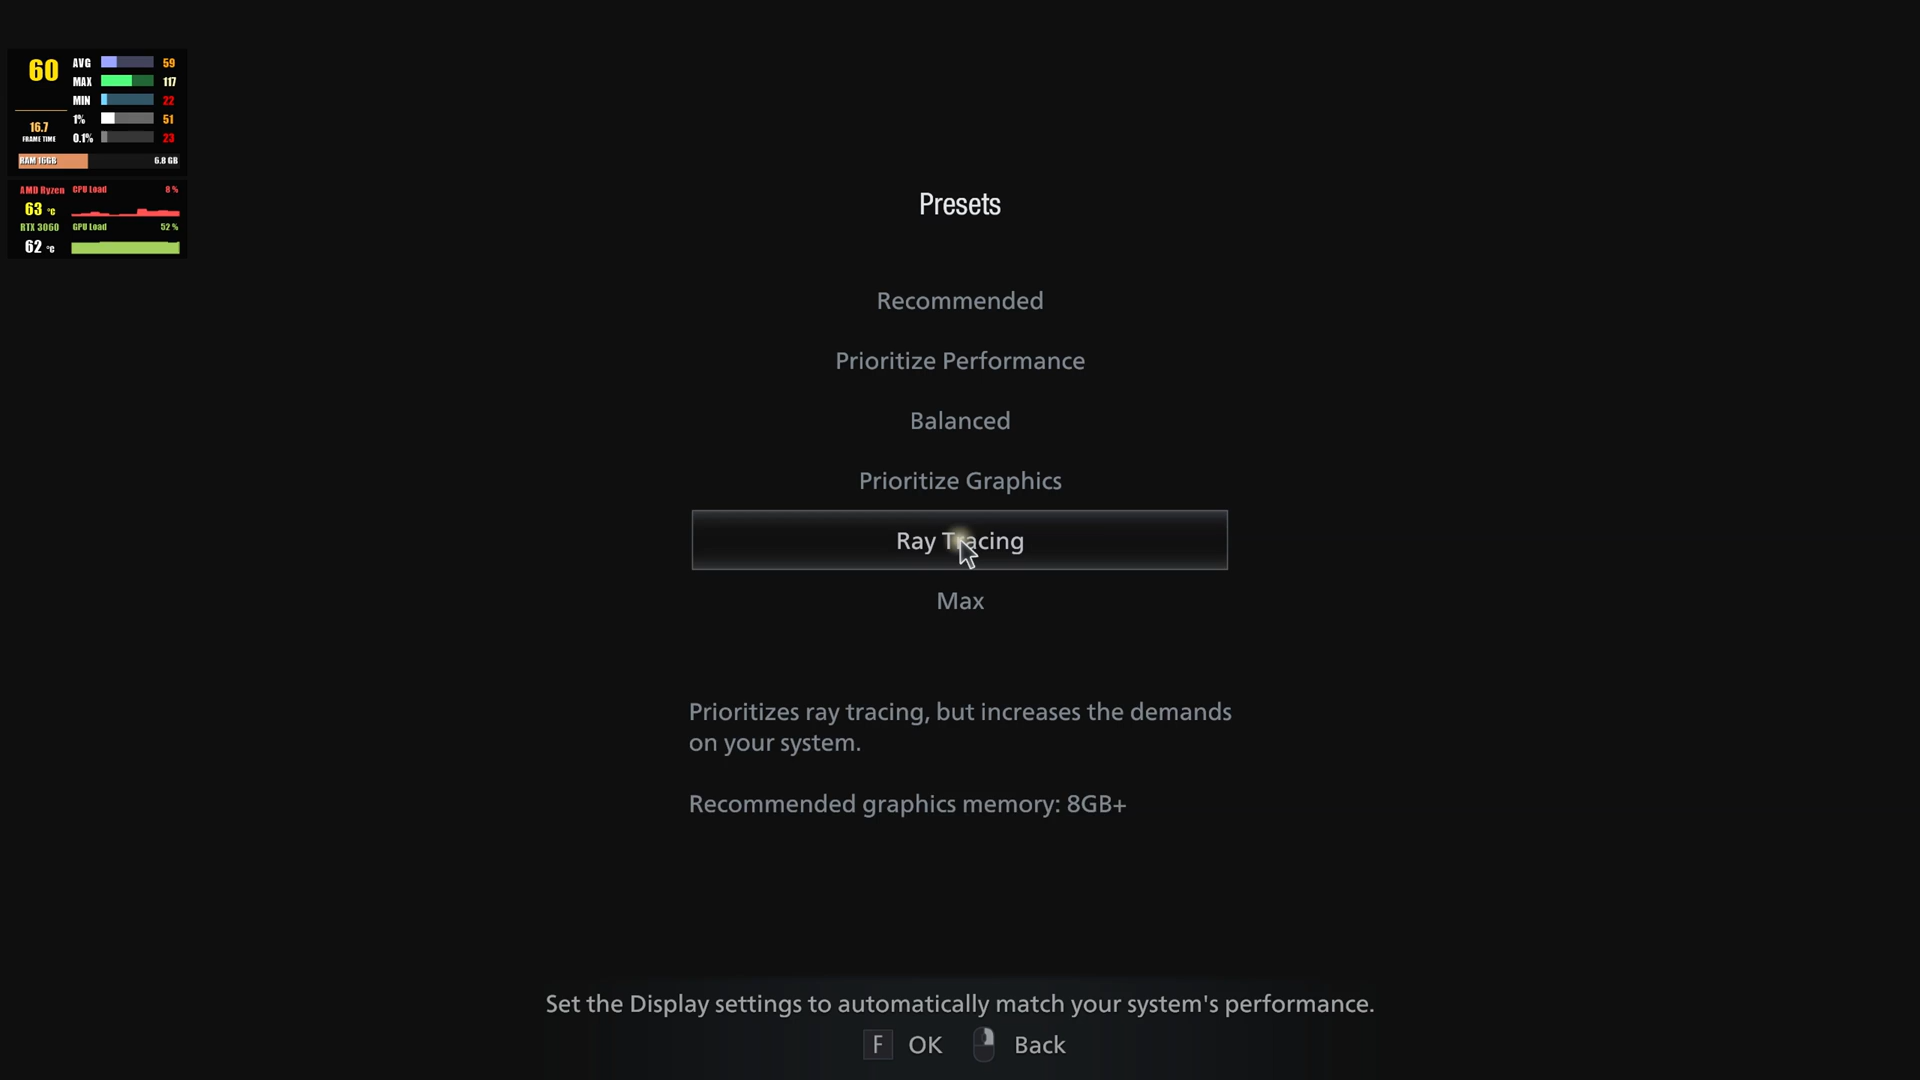 60
AVG 59
MAX 117
MIN 22
1% 51
0.1% 23
16.7
FRAME TIME
RAM 16GB 6.8 GB
AMD Ryzen CPU Load 8 %
63 °C
RTX 3060 GPU Load 52 %
62 °C
Presets
Recommended
Prioritize Performance
Balanced
Prioritize Graphics
Ray Tracing
Max
Prioritizes ray tracing, but increases the demands
on your system.
Recommended graphics memory: 8GB+
Set the Display settings to automatically match your system's performance.
F OK Back